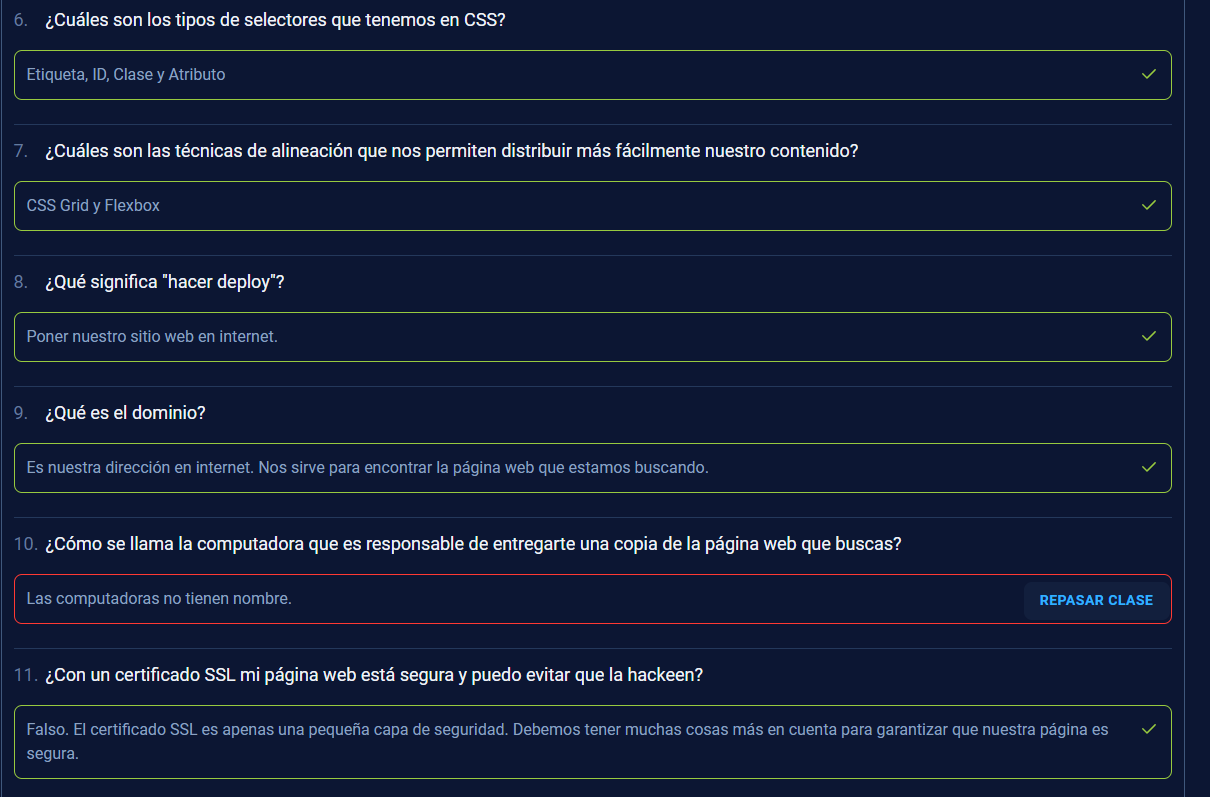 6. ¿Cuáles son los tipos de selectores que tenemos en CSS?
Etiqueta, ID, Clase y Atributo
7. ¿Cuáles son las técnicas de alineación que nos permiten distribuir más fácilmente nuestro contenido?
CSS Grid y Flexbox
8. ¿Qué significa "hacer deploy"?
Poner nuestro sitio web en internet.
9. ¿Qué es el dominio?
Es nuestra dirección en internet. Nos sirve para encontrar la página web que estamos buscando.
10. ¿Cómo se llama la computadora que es responsable de entregarte una copia de la página web que buscas?
Las computadoras no tienen nombre.
REPASAR CLASE
11. ¿Con un certificado SSL mi página web está segura y puedo evitar que la hackeen?
Falso. El certificado SSL es apenas una pequeña capa de seguridad. Debemos tener muchas cosas más en cuenta para garantizar que nuestra página es
segura.